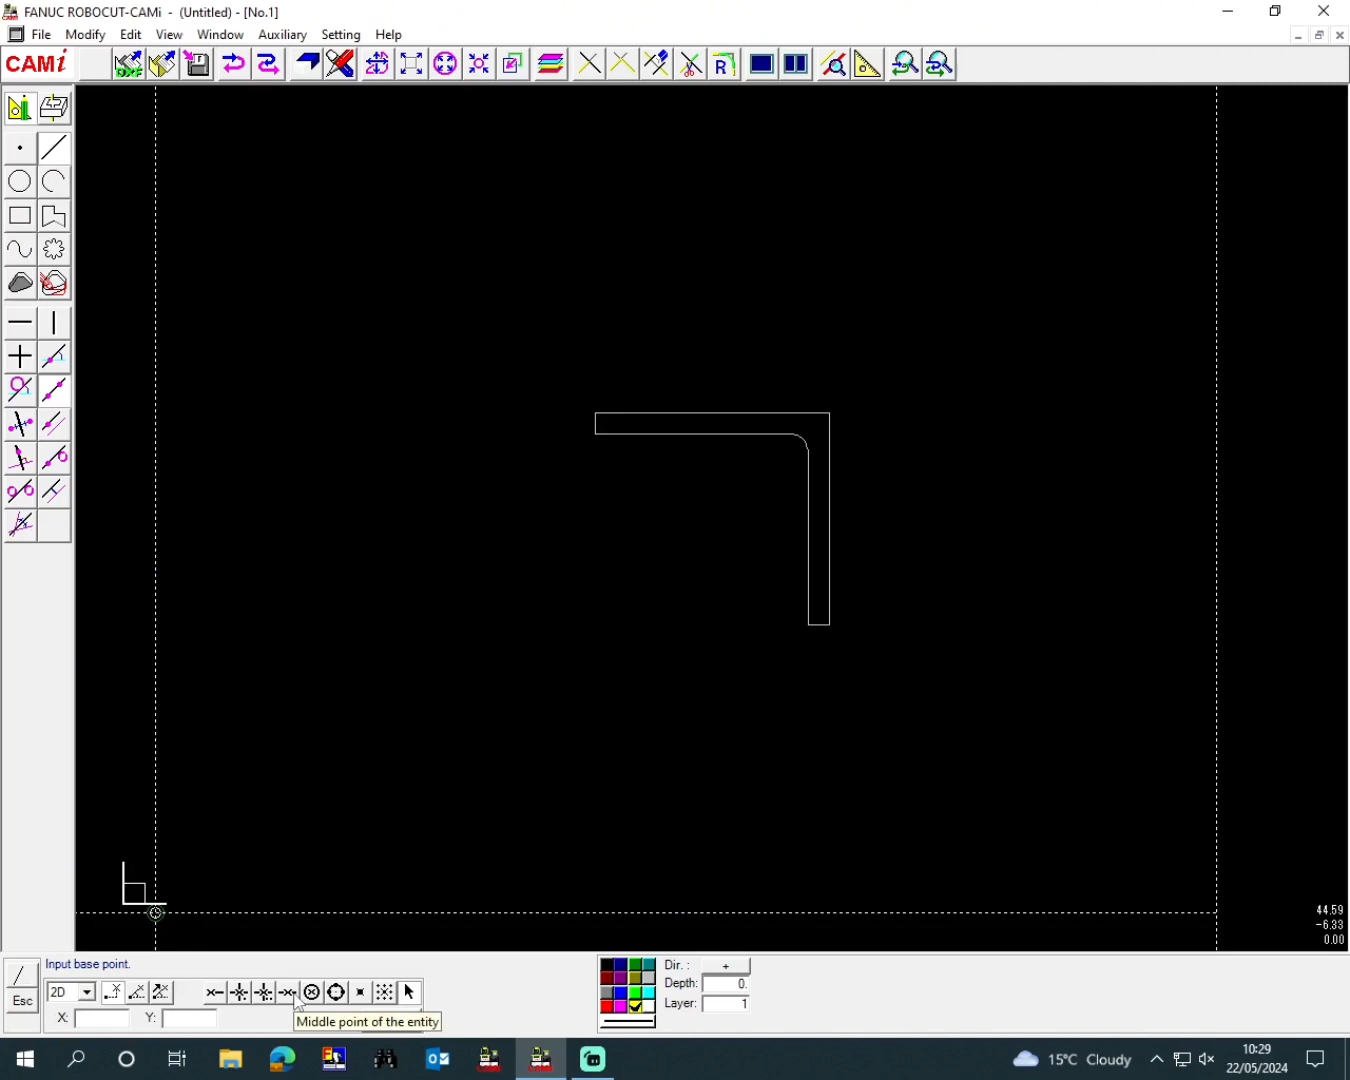 FANUC ROBOCUT-CAMi - (Untitled) - [No.1]
File Modify Edit View Window Auxiliary Setting Help
CAMi
DXF
R
44.59
-6.33
0.00
Input base point.
Dir. : +
Esc
2D
Depth: 0.
Layer: 1
X: Y:
Middle point of the entity
15°C Cloudy
10:29
22/05/2024